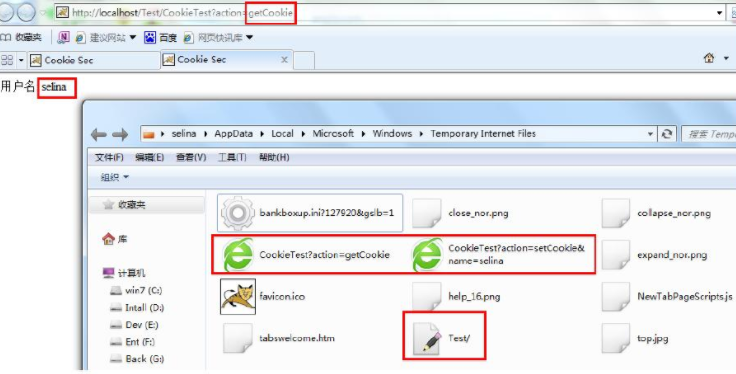 http://localhost/Test/CookieTest?action=getCookie
收藏夹 建议网站 百度 网页快讯库
Cookie Sec Cookie Sec x
用户名 selina
selina Administrator AppData Local Microsoft Windows Temporary Internet Files 搜索 Temp
文件(F) 编辑(E) 查看(V) 工具(T) 帮助(H)
组织
收藏夹
库
计算机
win7 (C:)
Intall (D:)
Dev (E:)
Ent (F:)
Back (G:)
bankboxup.ini?127920&gslb=1
close_nor.png
collapse_nor.png
CookieTest?action=getCookie
CookieTest?action=setCookie&
name=selina
expand_nor.png
favicon.ico
help_16.png
NewTabPageScripts.js
tabswelcome.htm
Test/
top.jpg